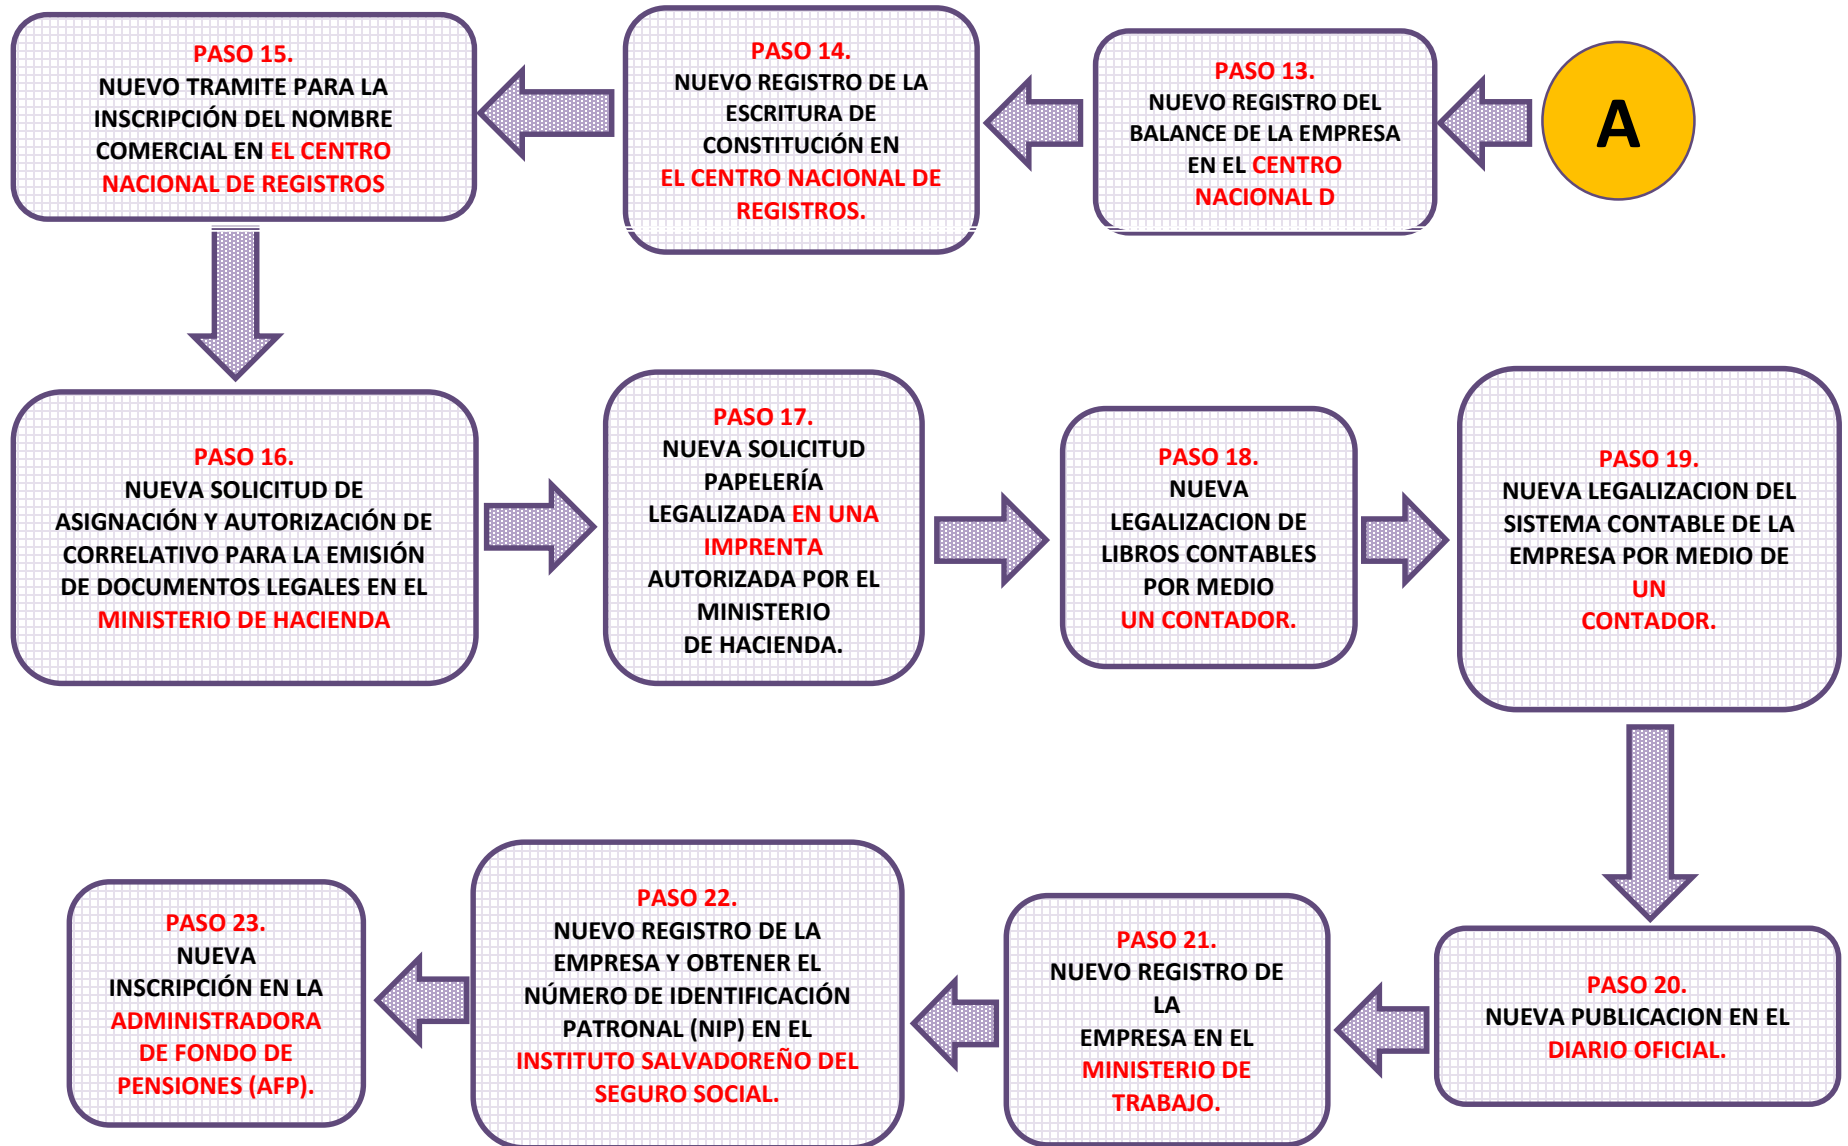 A
PASO 13.
NUEVO REGISTRO DEL
BALANCE DE LA EMPRESA
EN EL CENTRO
NACIONAL D
PASO 14.
NUEVO REGISTRO DE LA
ESCRITURA DE
CONSTITUCIÓN EN
EL CENTRO NACIONAL DE
REGISTROS.
PASO 15.
NUEVO TRAMITE PARA LA
INSCRIPCIÓN DEL NOMBRE
COMERCIAL EN EL CENTRO
NACIONAL DE REGISTROS
PASO 16.
NUEVA SOLICITUD DE
ASIGNACIÓN Y AUTORIZACIÓN DE
CORRELATIVO PARA LA EMISIÓN
DE DOCUMENTOS LEGALES EN EL
MINISTERIO DE HACIENDA
PASO 17.
NUEVA SOLICITUD
PAPELERÍA
LEGALIZADA EN UNA
IMPRENTA
AUTORIZADA POR EL
MINISTERIO
DE HACIENDA.
PASO 18.
NUEVA
LEGALIZACION DE
LIBROS CONTABLES
POR MEDIO
UN CONTADOR.
PASO 19.
NUEVA LEGALIZACION DEL
SISTEMA CONTABLE DE LA
EMPRESA POR MEDIO DE
UN
CONTADOR.
PASO 20.
NUEVA PUBLICACION EN EL
DIARIO OFICIAL.
PASO 21.
NUEVO REGISTRO DE
LA
EMPRESA EN EL
MINISTERIO DE
TRABAJO.
PASO 22.
NUEVO REGISTRO DE LA
EMPRESA Y OBTENER EL
NÚMERO DE IDENTIFICACIÓN
PATRONAL (NIP) EN EL
INSTITUTO SALVADOREÑO DEL
SEGURO SOCIAL.
PASO 23.
NUEVA
INSCRIPCIÓN EN LA
ADMINISTRADORA
DE FONDO DE
PENSIONES (AFP).